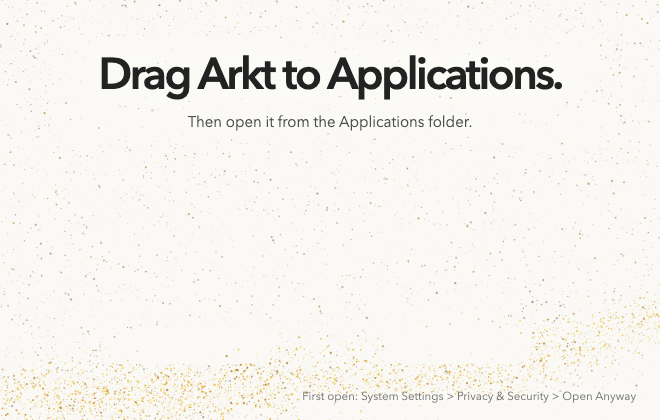 Drag Arkt to Applications.
Then open it from the Applications folder.
First open: System Settings > Privacy & Security > Open Anyway